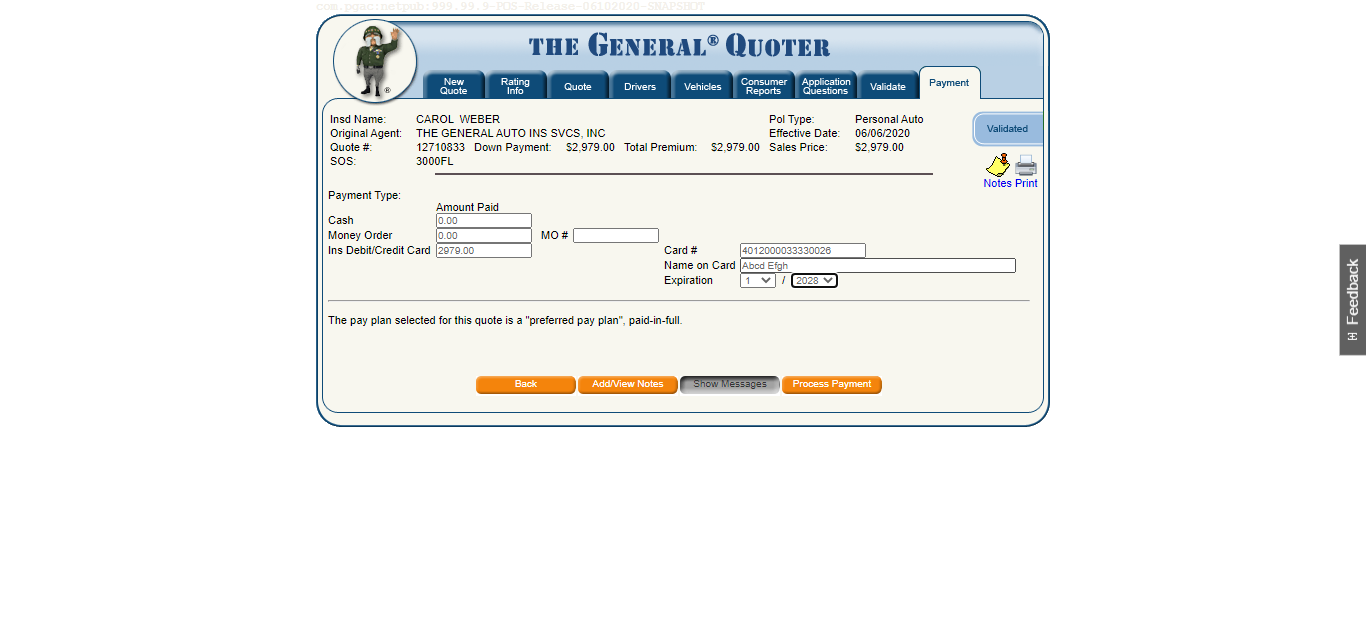 com.pgac:netpub:999.99.9-POS-Release-06102020-SNAPSHOT
THE GENERAL® QUOTER
New Quote
Rating Info
Quote
Drivers
Vehicles
Consumer Reports
Application Questions
Validate
Payment
Insd Name: CAROL WEBER Pol Type: Personal Auto
Original Agent: THE GENERAL AUTO INS SVCS, INC Effective Date: 06/06/2020
Quote #: 12710833 Down Payment: $2,979.00 Total Premium: $2,979.00 Sales Price: $2,979.00
SOS: 3000FL
Validated
Notes Print
Payment Type:
Amount Paid
Cash 0.00
Money Order 0.00 MO #
Ins Debit/Credit Card 2979.00 Card # 4012000033330026
Name on Card Abcd Efgh
Expiration 1 / 2028
The pay plan selected for this quote is a "preferred pay plan", paid-in-full.
Back Add/View Notes Show Messages Process Payment
Feedback
®